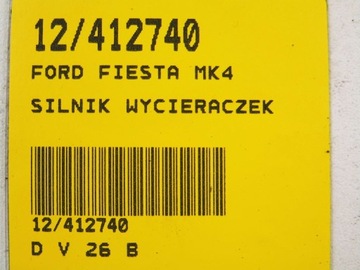 12/412740
FORD FIESTA MK4
SILNIK WYCIERACZEK
12/412740
D V 26 B